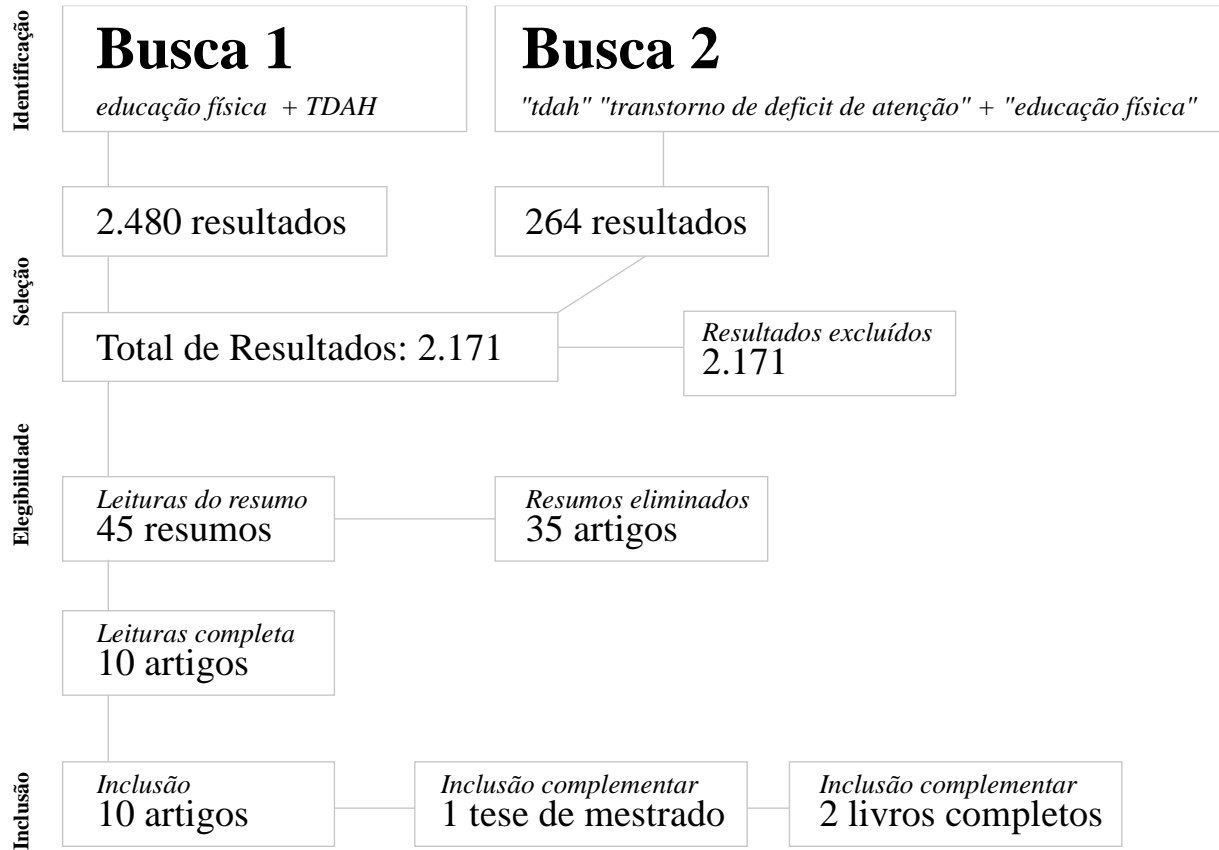 Identificação
Busca 1
educação física + TDAH
Busca 2
"tdah" "transtorno de deficit de atenção" + "educação física"
2.480 resultados
264 resultados
Seleção
Total de Resultados: 2.171
Resultados excluídos
2.171
Elegibilidade
Leituras do resumo
45 resumos
Resumos eliminados
35 artigos
Leituras completa
10 artigos
Inclusão
Inclusão
10 artigos
Inclusão complementar
1 tese de mestrado
Inclusão complementar
2 livros completos